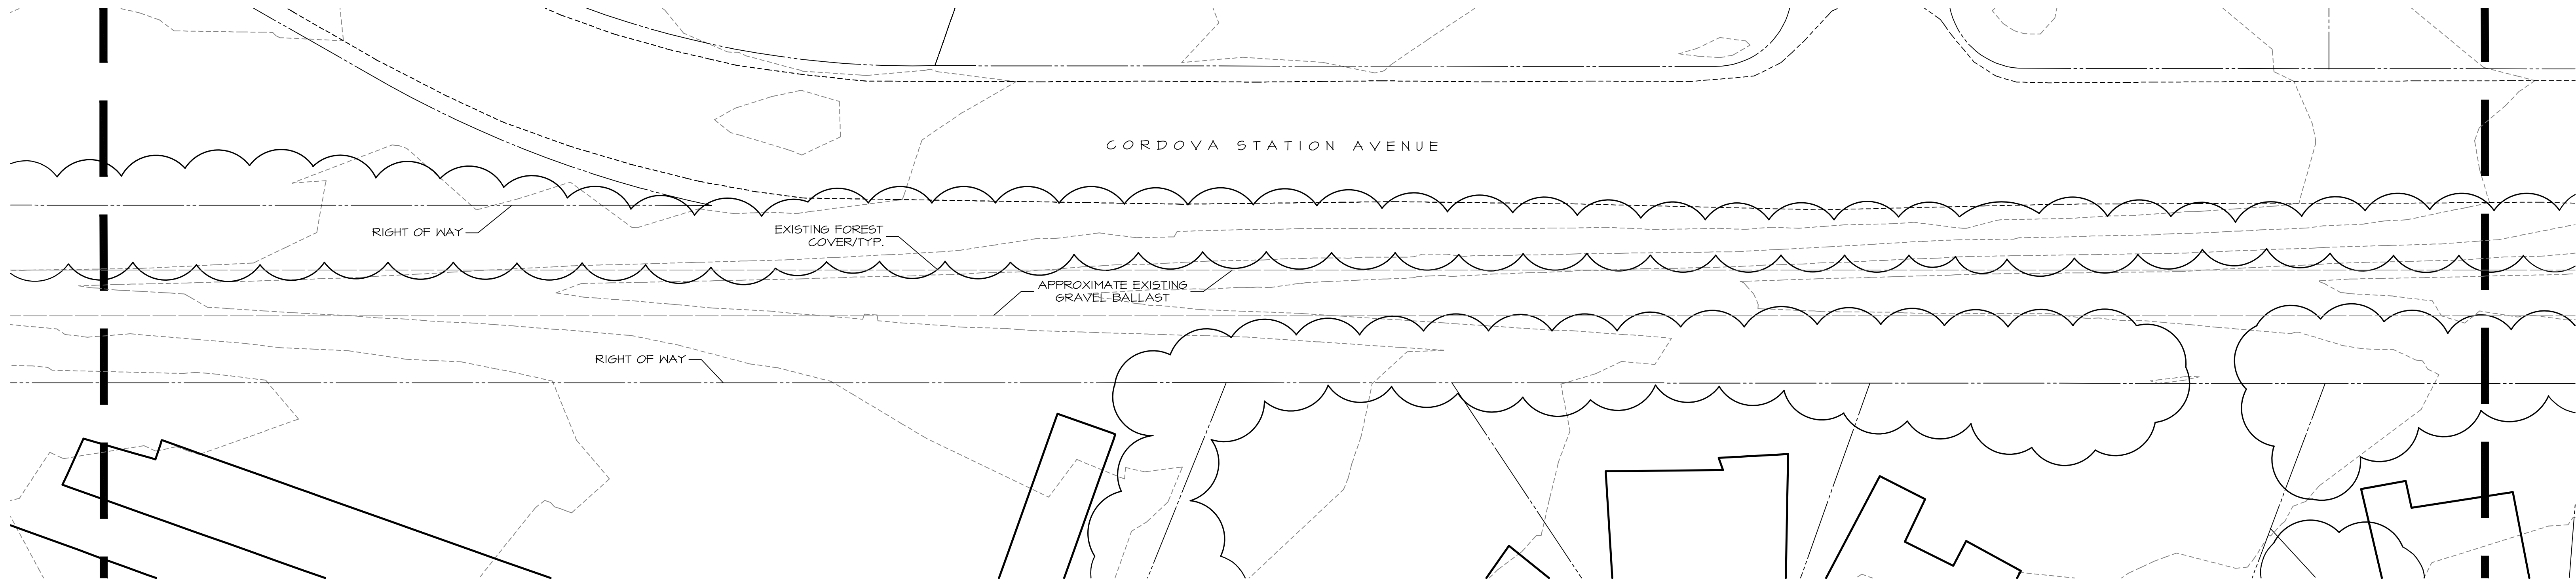 CORDOVA STATION AVENUE
RIGHT OF WAY
EXISTING FOREST
COVER/TYP.
APPROXIMATE EXISTING
GRAVEL BALLAST
RIGHT OF WAY